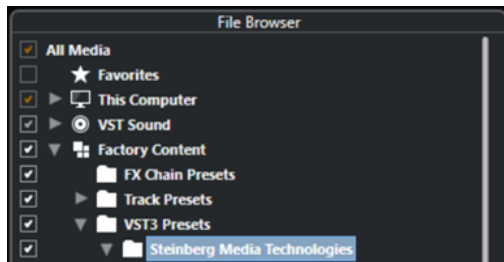 File Browser
All Media
Favorites
This Computer
VST Sound
Factory Content
FX Chain Presets
Track Presets
VST3 Presets
Steinberg Media Technologies